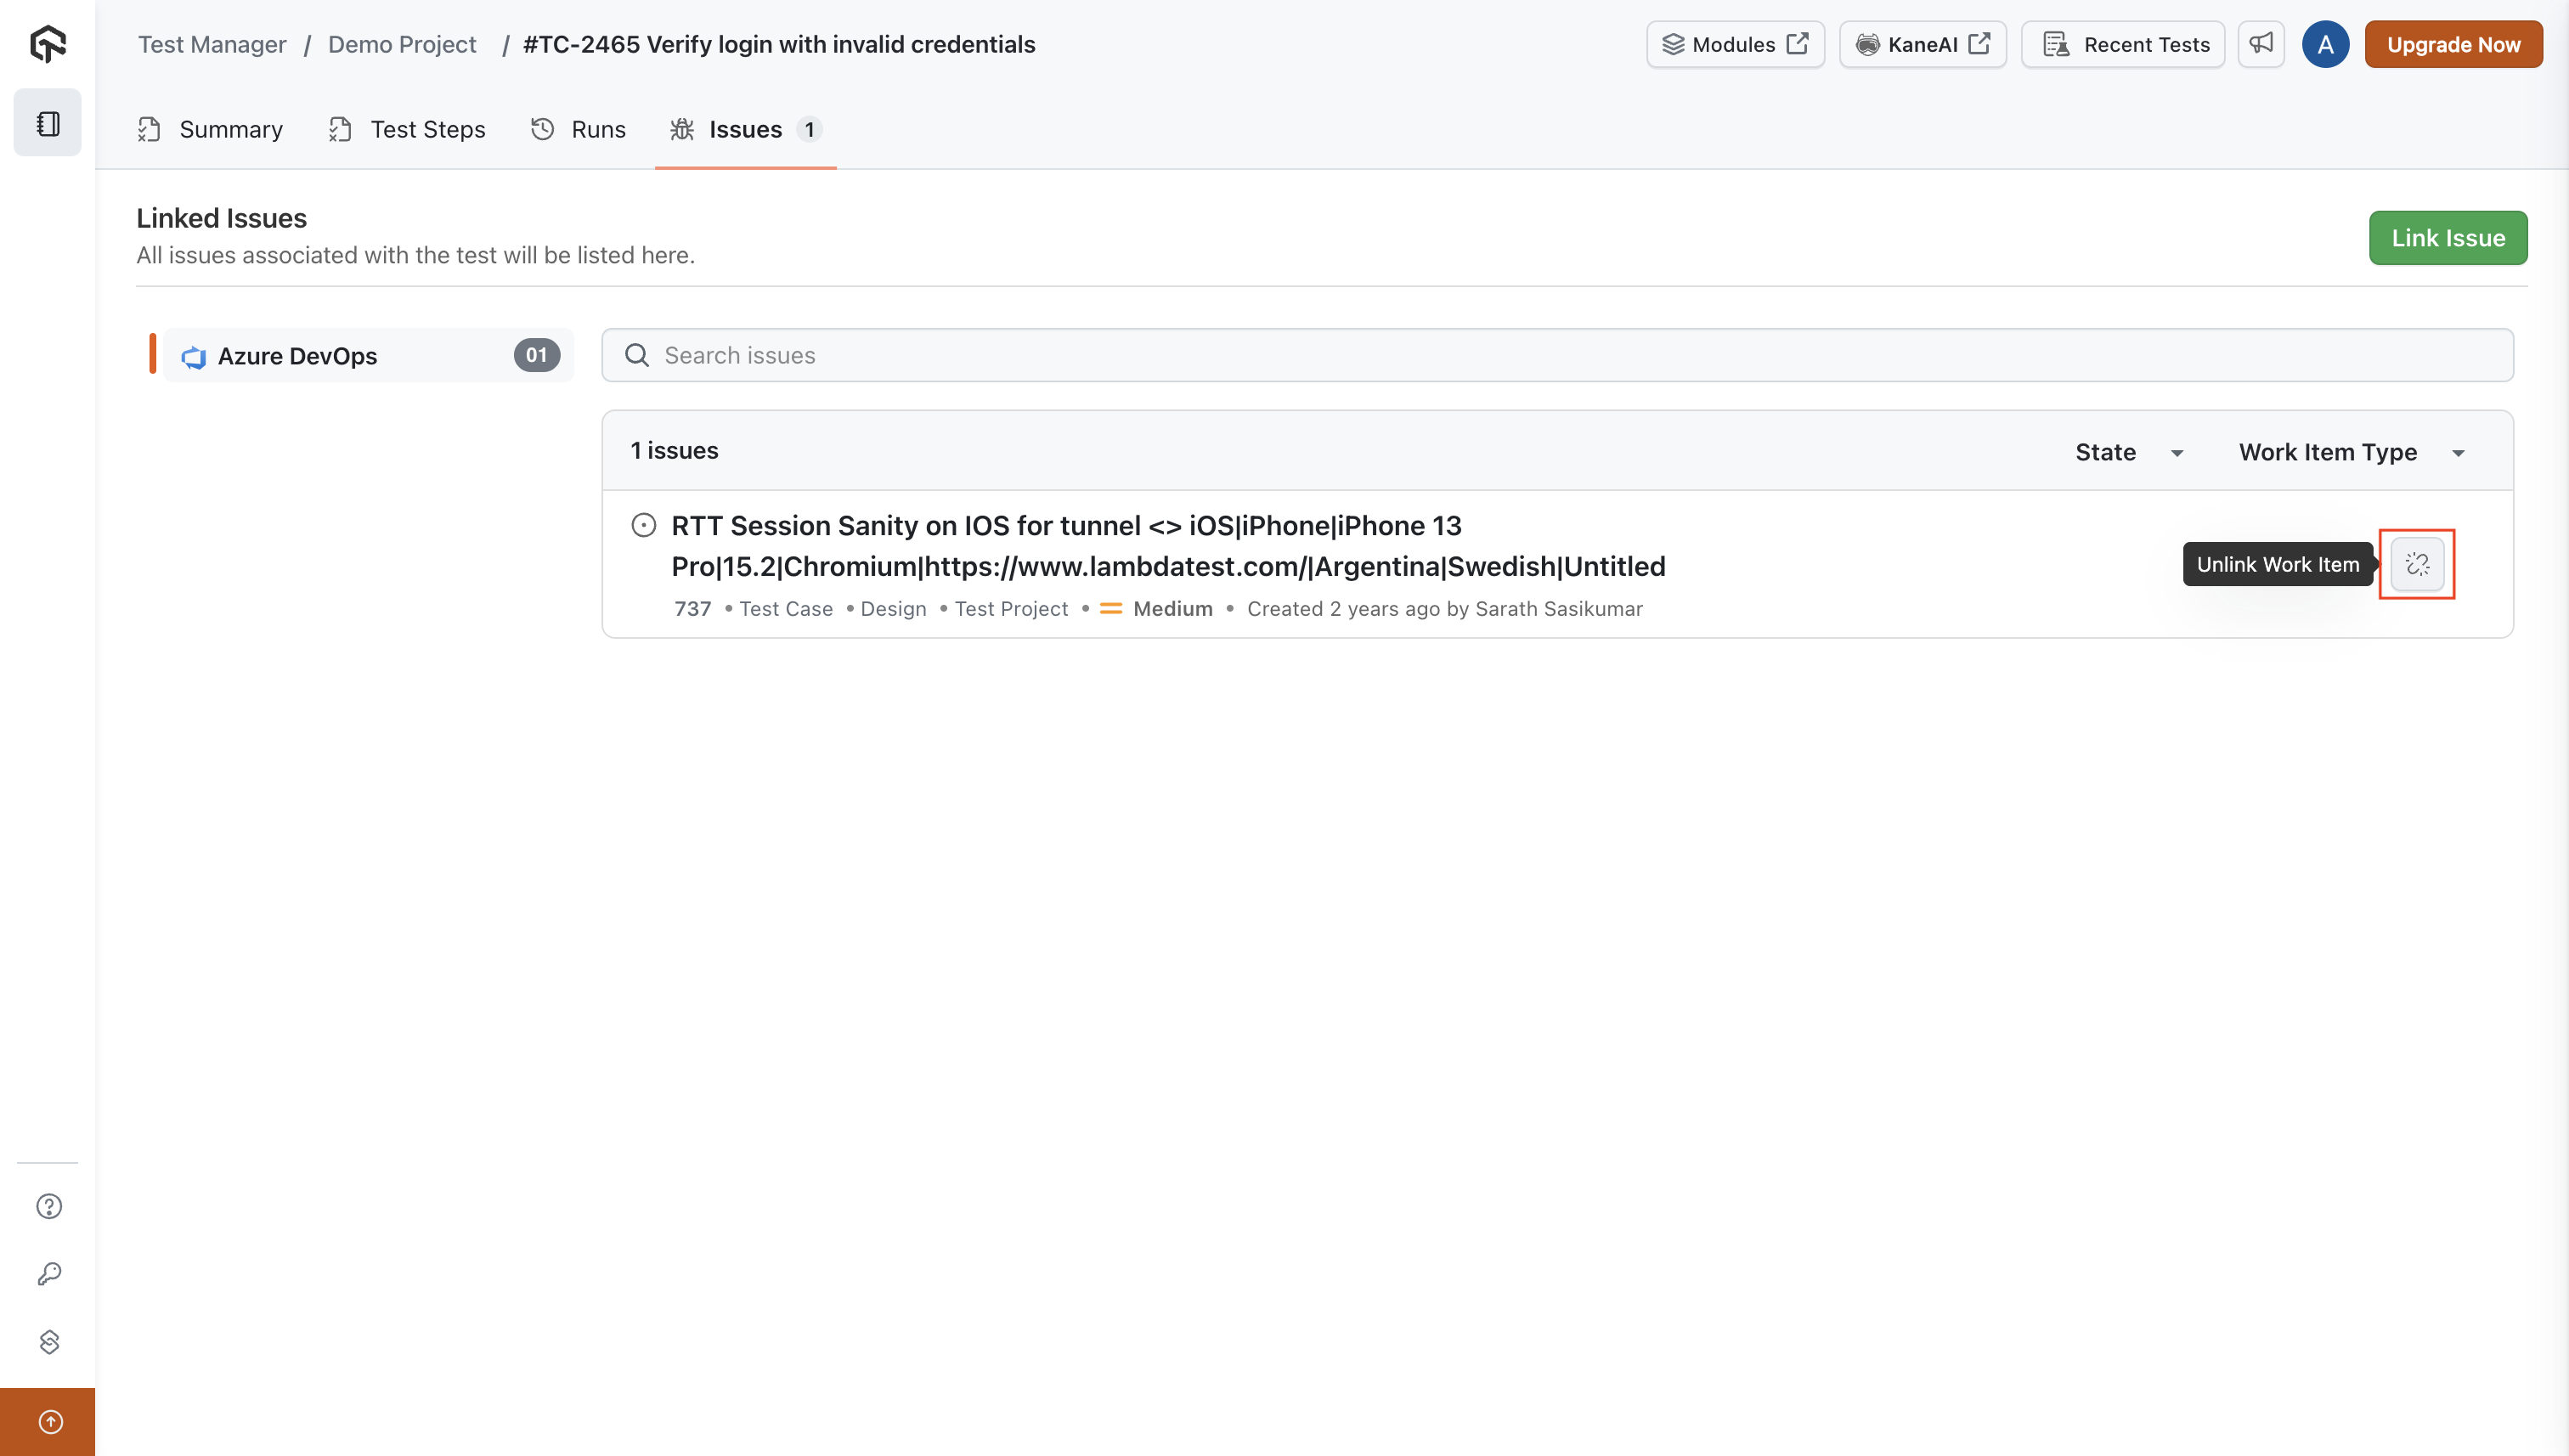 Test Manager / Demo Project / #TC-2465 Verify login with invalid credentials
Modules
KaneAI
Recent Tests
A
Upgrade Now
Summary
Test Steps
Runs
Issues 1
Linked Issues
All issues associated with the test will be listed here.
Link Issue
Azure DevOps 01
Search issues
1 issues
State
Work Item Type
RTT Session Sanity on IOS for tunnel <> iOS|iPhone|iPhone 13
Pro|15.2|Chromium|https://www.lambdatest.com/|Argentina|Swedish|Untitled
737 • Test Case • Design • Test Project • Medium • Created 2 years ago by Sarath Sasikumar
Unlink Work Item